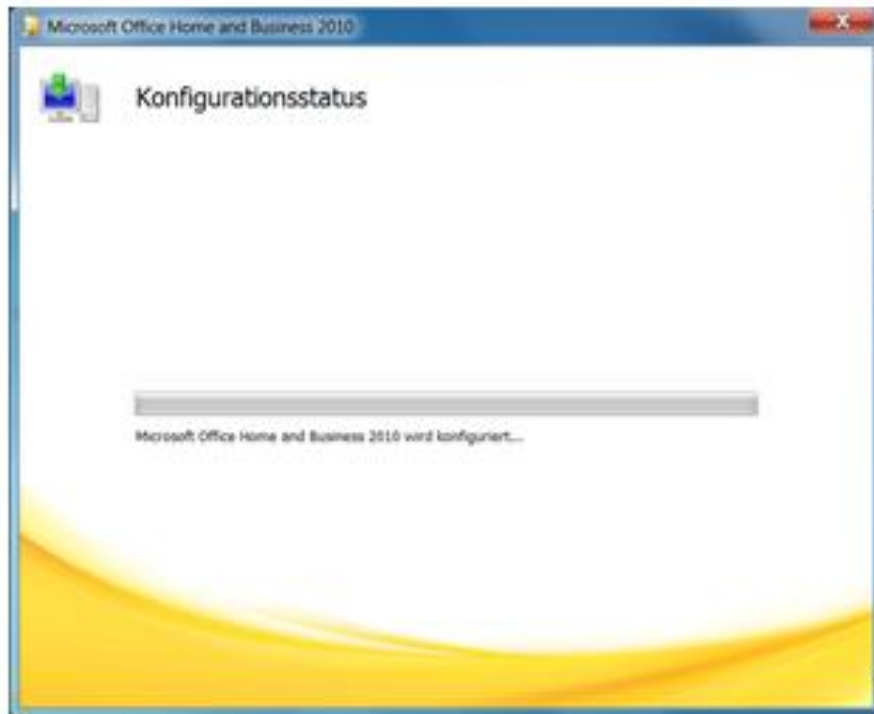 Microsoft Office Home and Business 2010
Konfigurationsstatus
Microsoft Office Home and Business 2010 wird konfiguriert...